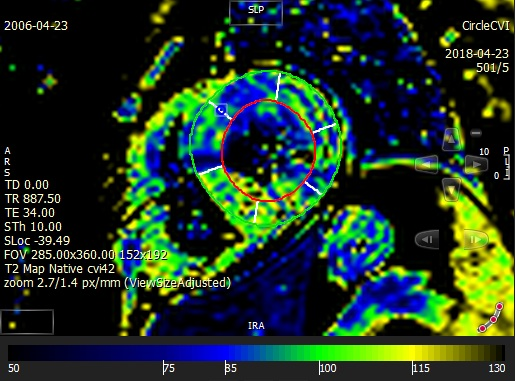 SLP
2006-04-23
CircleCVI
2018-04-23
501/5
A
R
S
P
10
0
TD 0.00
TR 887.50
TE 34.00
STh 10.00
SLoc -39.49
FOV 285.00x360.00 152x192
T2 Map Native cvi42
zoom 2.7/1.4 px/mm (ViewSizeAdjusted)
IRA
50 75 85 100 115 130